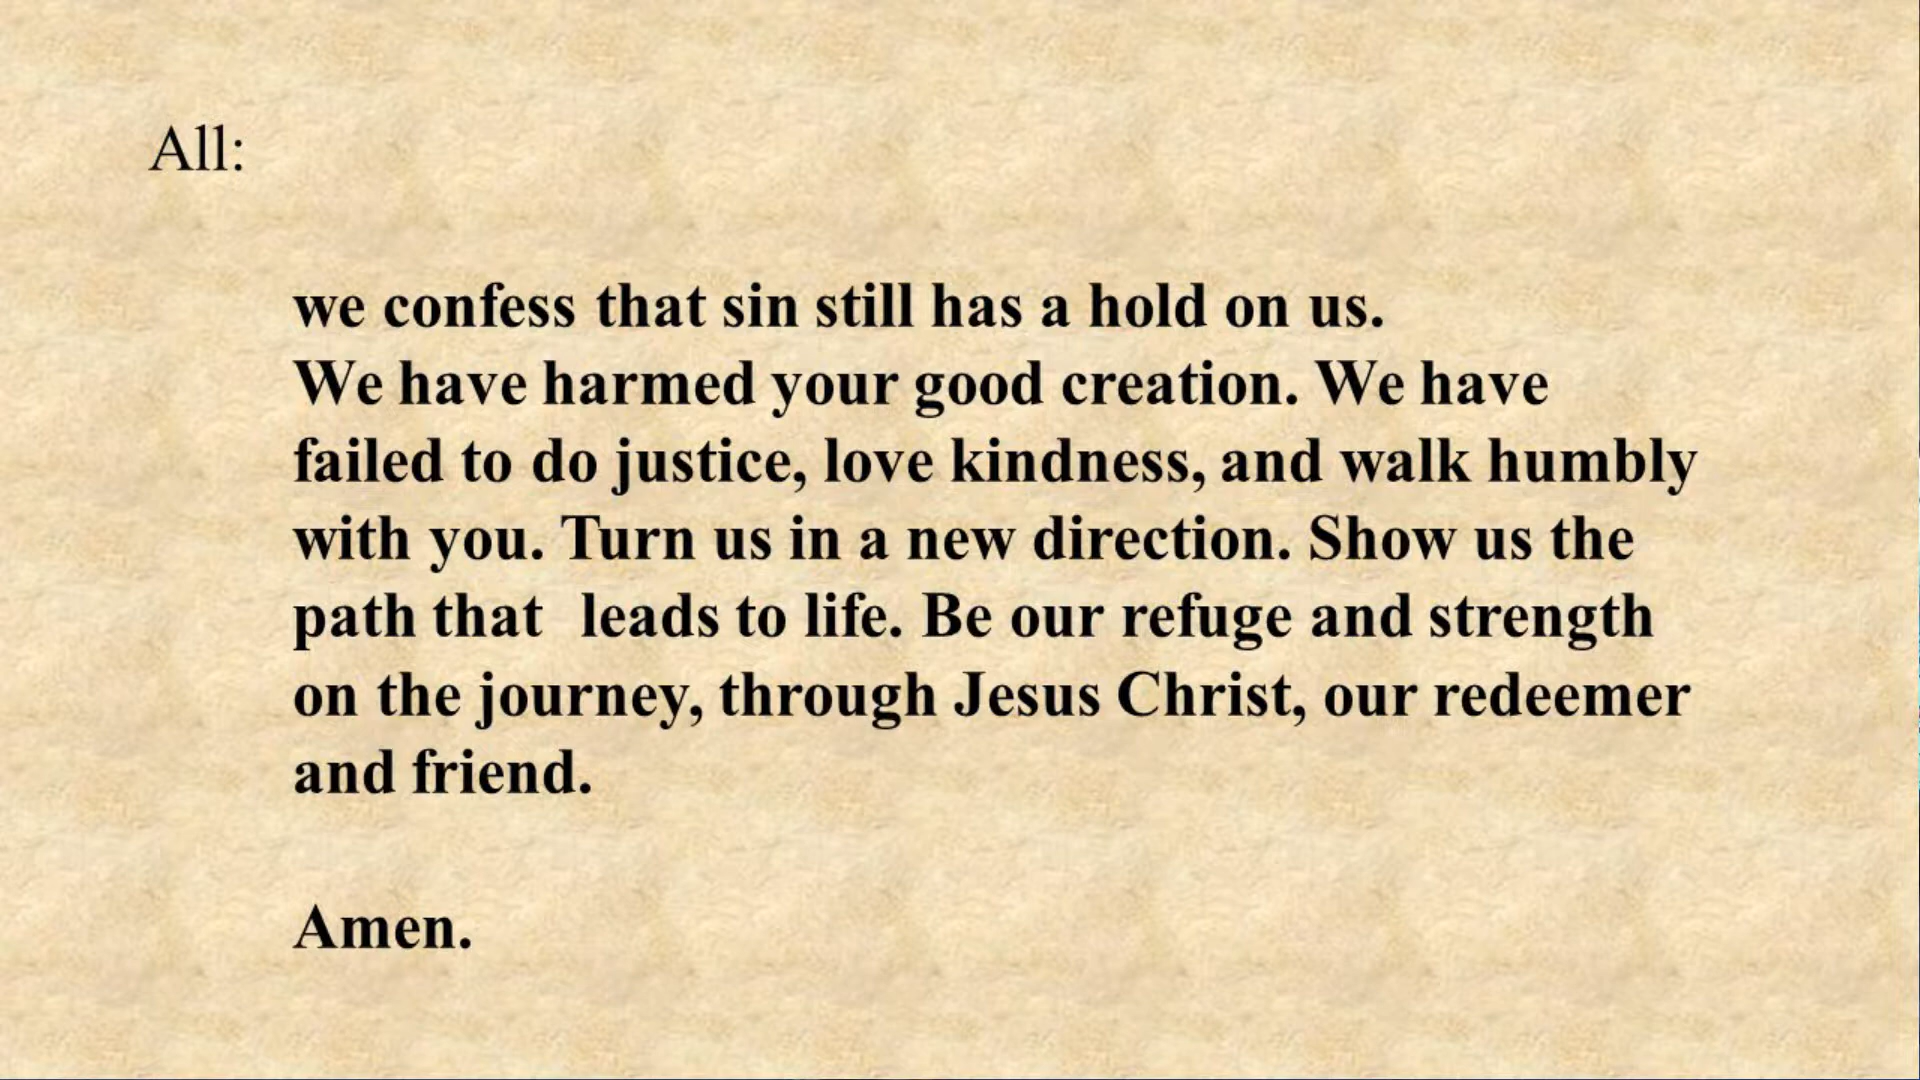 All:
we confess that sin still has a hold on us.
We have harmed your good creation. We have
failed to do justice, love kindness, and walk humbly
with you. Turn us in a new direction. Show us the
path that  leads to life. Be our refuge and strength
on the journey, through Jesus Christ, our redeemer
and friend.
Amen.